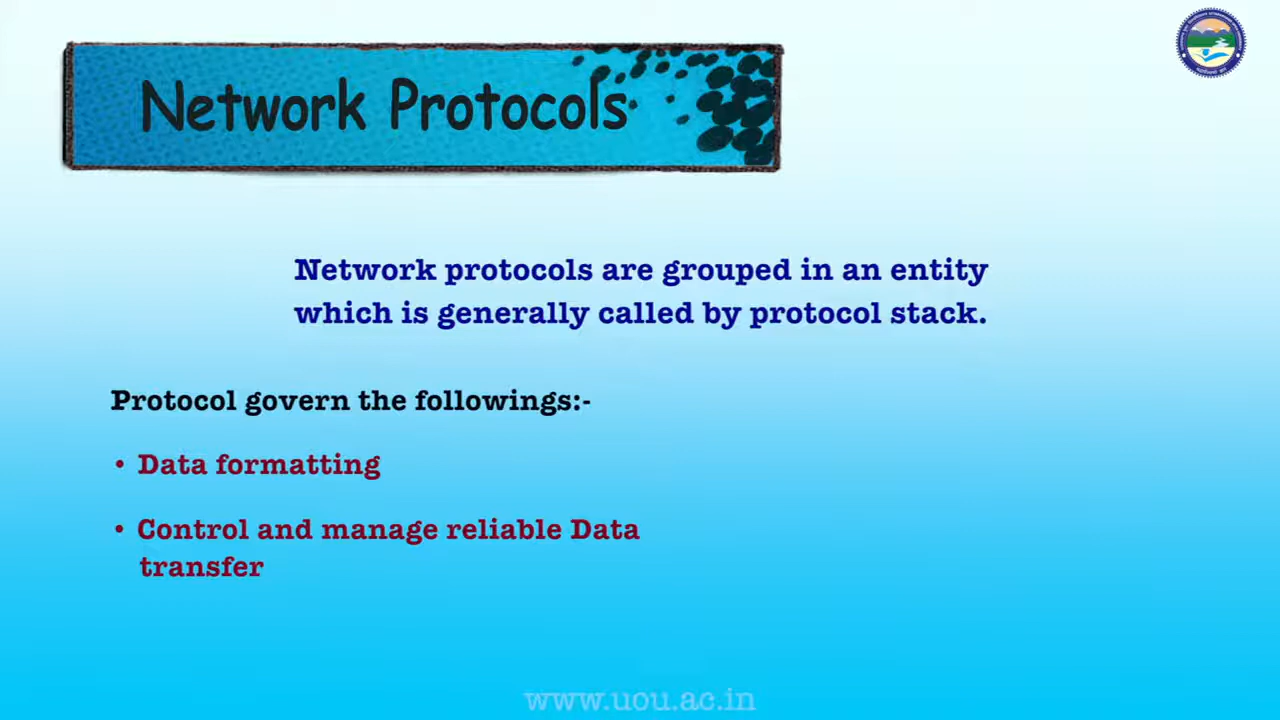 Network Protocols
Network protocols are grouped in an entity
which is generally called by protocol stack.
Protocol govern the followings:-
• Data formatting
• Control and manage reliable Data
transfer
www.uou.ac.in